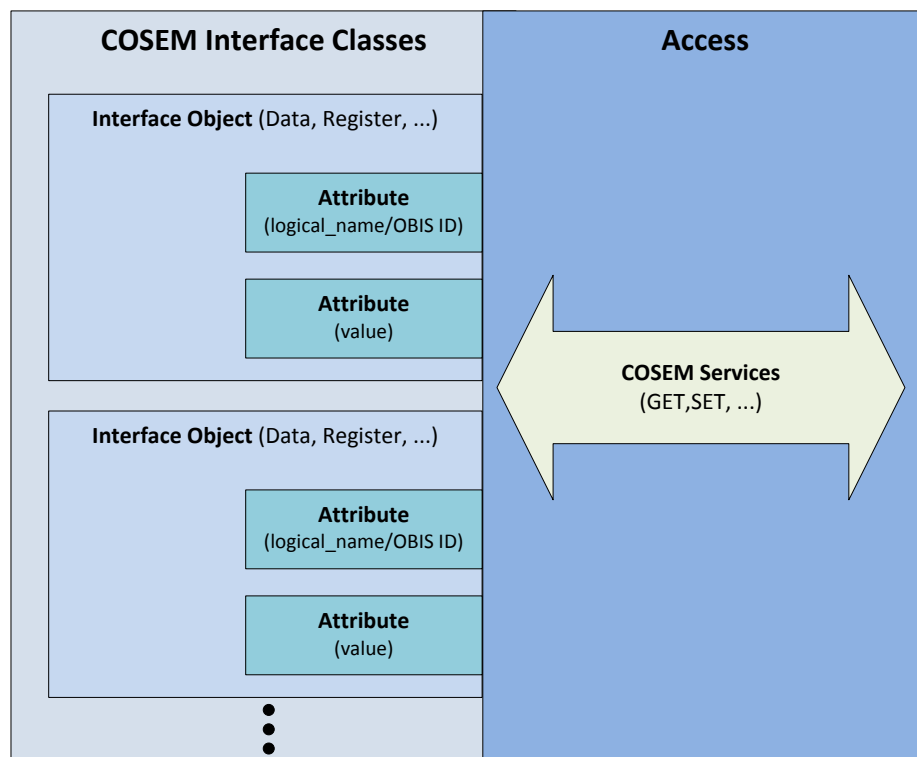 COSEM Interface Classes
Interface Object (Data, Register, ...)
Attribute
(logical_name/OBIS ID)
Attribute
(value)
Interface Object (Data, Register, ...)
Attribute
(logical_name/OBIS ID)
Attribute
(value)
Access
COSEM Services
(GET,SET, ...)